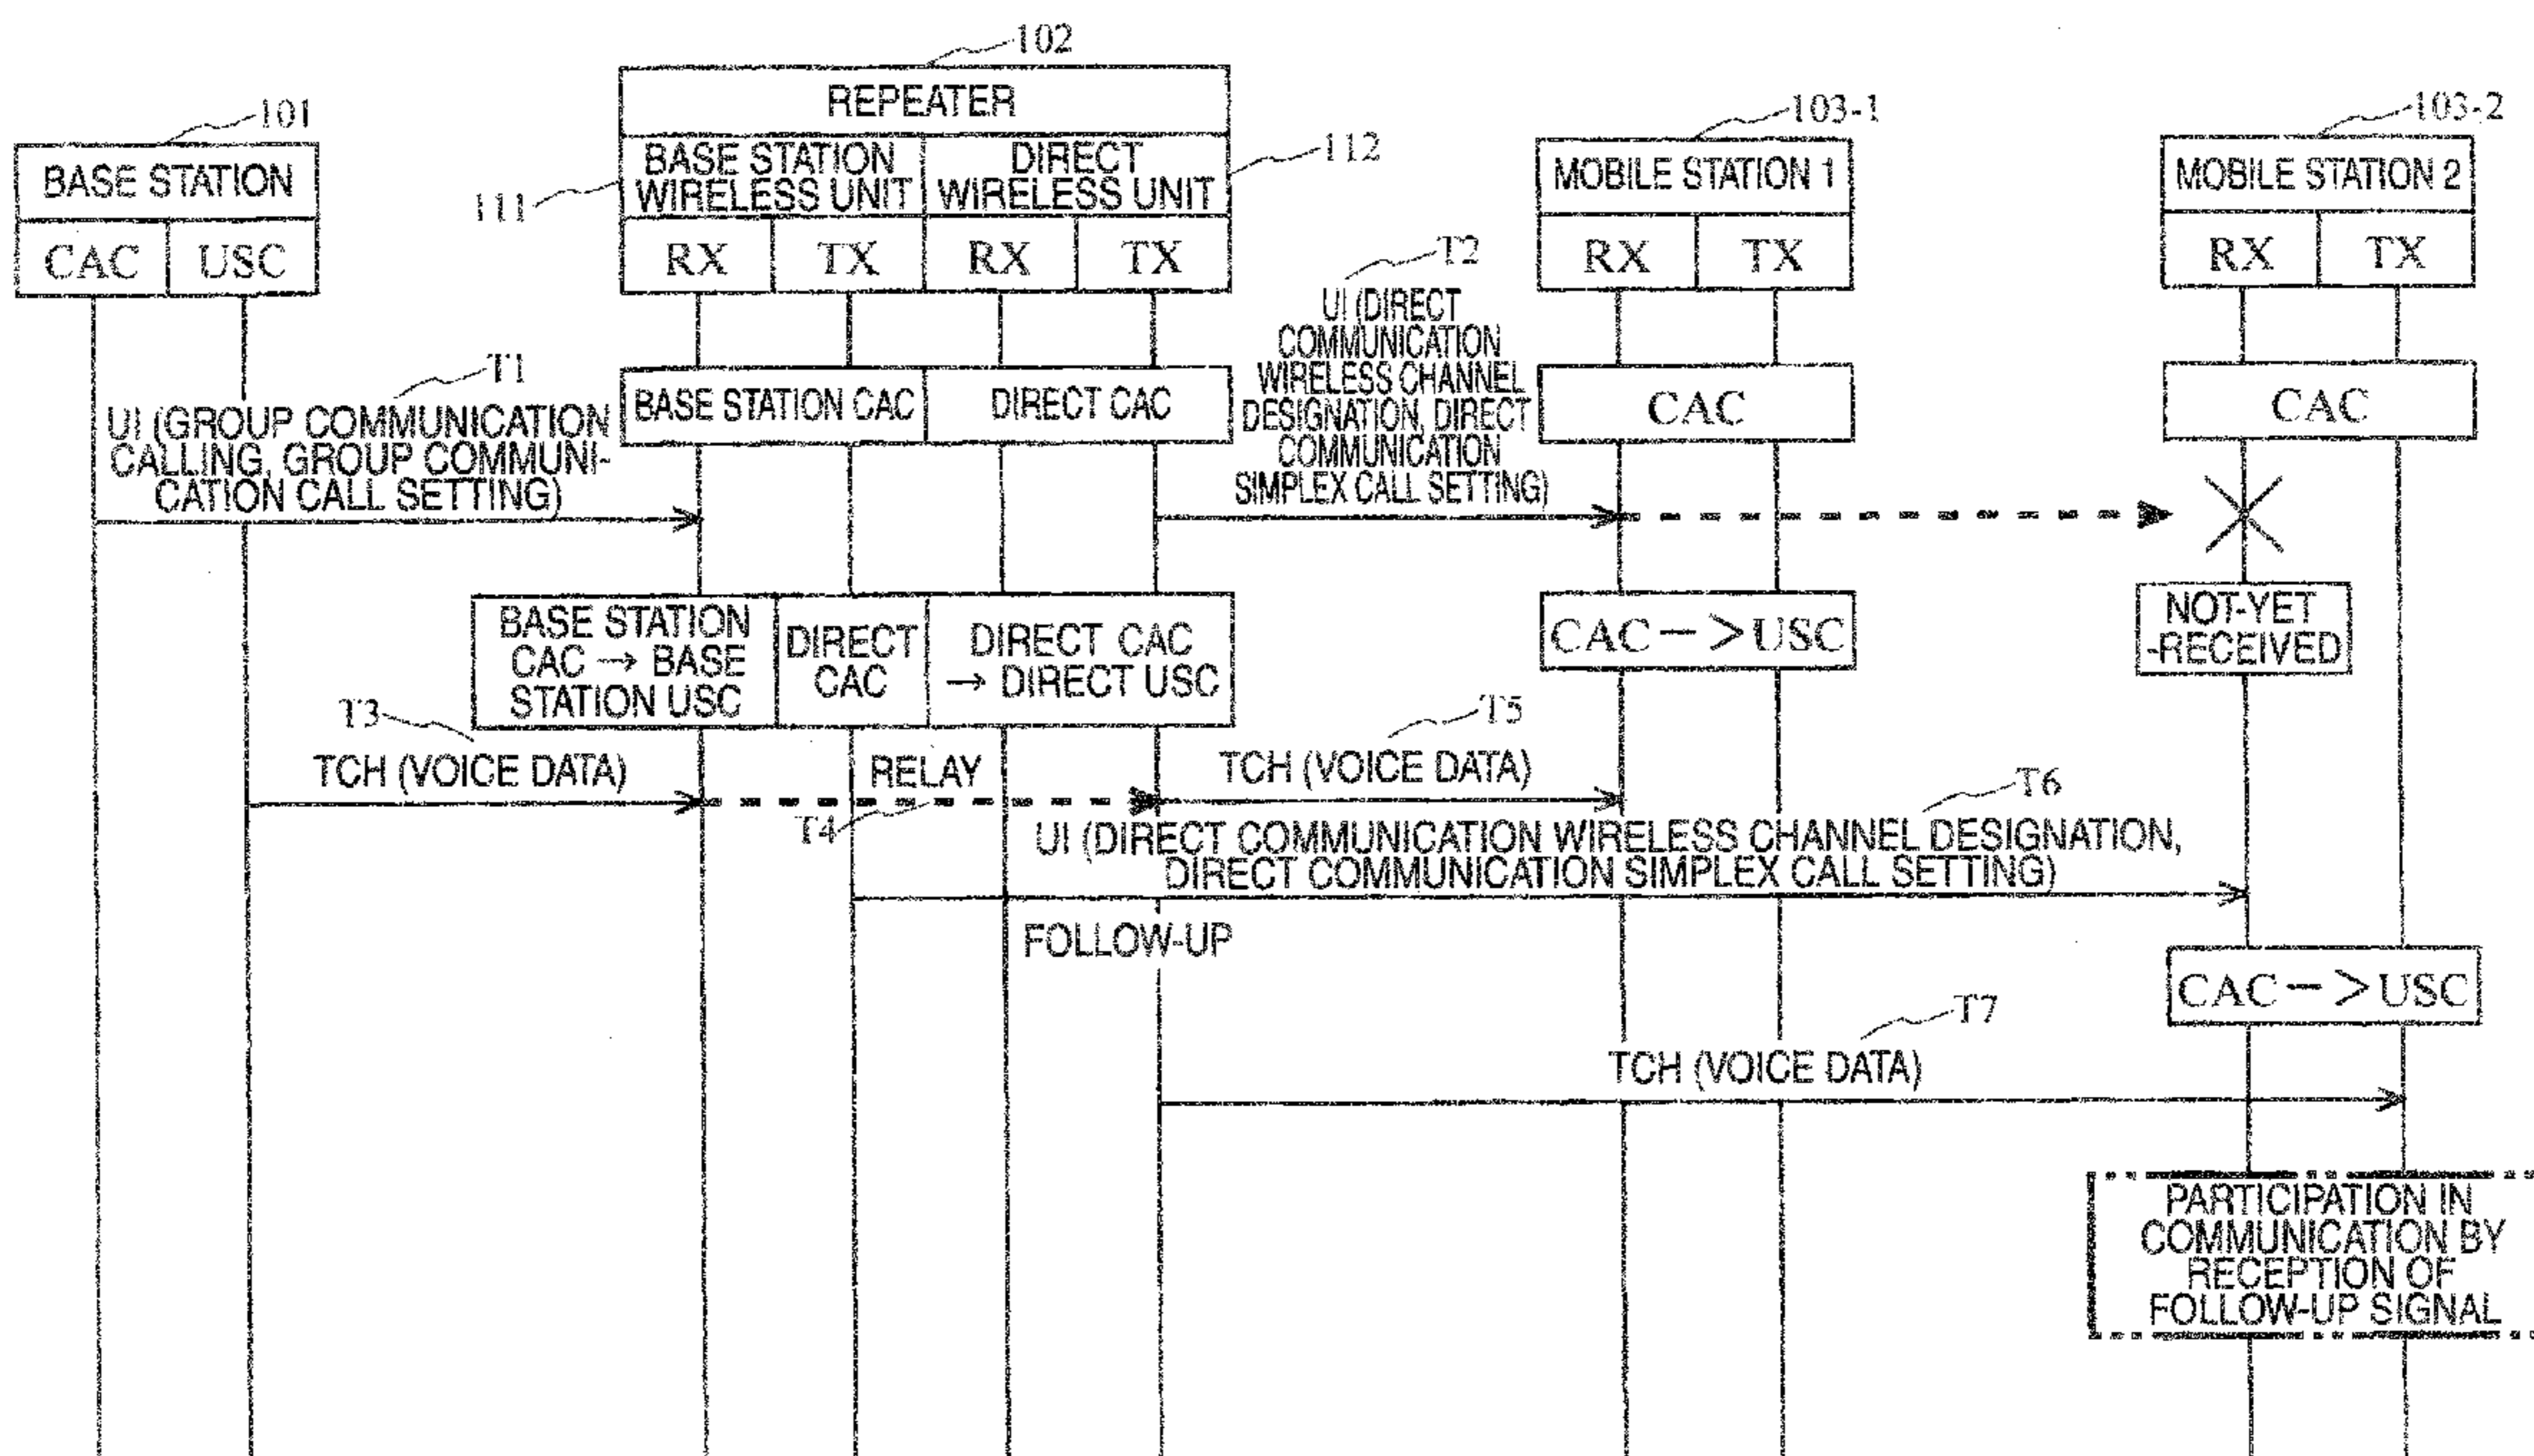 102
101
REPEATER
103-1
103-2
BASE STATION
BASE STATION
WIRELESS UNIT
DIRECT
WIRELESS UNIT
112
111
MOBILE STATION 1
MOBILE STATION 2
CAC
USC
RX
TX
RX
TX
RX
TX
RX
TX
T2
UI (DIRECT
COMMUNICATION
WIRELESS CHANNEL
DESIGNATION, DIRECT
COMMUNICATION
SIMPLEX CALL SETTING)
T1
UI (GROUP COMMUNICATION
CALLING, GROUP COMMUNI-
CATION CALL SETTING)
BASE STATION CAC
DIRECT CAC
CAC
CAC
BASE STATION
CAC → BASE
STATION USC
DIRECT
CAC
DIRECT CAC
→ DIRECT USC
CAC ー >USC
NOT-YET
-RECEIVED
T3
TCH (VOICE DATA)
RELAY
T4
T5
TCH (VOICE DATA)
T6
UI (DIRECT COMMUNICATION WIRELESS CHANNEL DESIGNATION,
DIRECT COMMUNICATION SIMPLEX CALL SETTING)
FOLLOW-UP
CAC ー >USC
T7
TCH (VOICE DATA)
PARTICIPATION IN
COMMUNICATION BY
RECEPTION OF
FOLLOW-UP SIGNAL